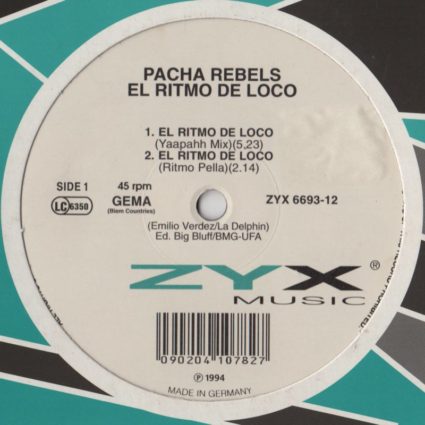 PACHA REBELS
EL RITMO DE LOCO
1. EL RITMO DE LOCO
(Yaapahh Mix)(5,23)
2. EL RITMO DE LOCO
(Ritmo Pella)(2.14)
SIDE 1
45 rpm
ZYX 6693-12
LC 6350
GEMA
(Biem Countries)
(Emilio Verdez/La Delphin)
Ed. Big Bluff/BMG-UFA
ZYX®
MUSIC
090204 107827
℗ 1994
MADE IN GERMANY